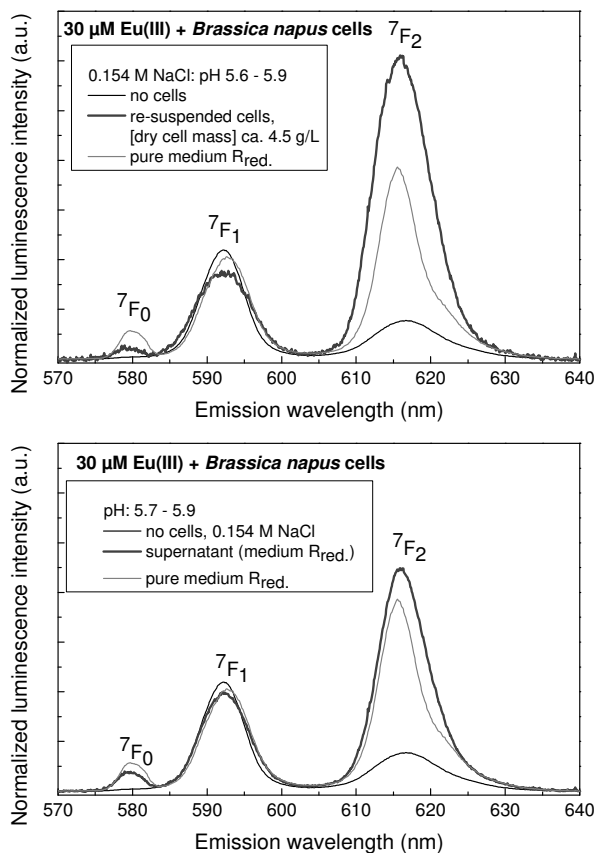 30 µM Eu(III) + Brassica napus cells
7F2
0.154 M NaCl: pH 5.6 - 5.9
no cells
re-suspended cells,
[dry cell mass] ca. 4.5 g/L
pure medium Rred.
7F1
7F0
Normalized luminescence intensity (a.u.)
570 580 590 600 610 620 630 640
Emission wavelength (nm)
30 µM Eu(III) + Brassica napus cells
pH: 5.7 - 5.9
no cells, 0.154 M NaCl
supernatant (medium Rred.)
pure medium Rred.
7F2
7F1
7F0
Normalized luminescence intensity (a.u.)
570 580 590 600 610 620 630 640
Emission wavelength (nm)